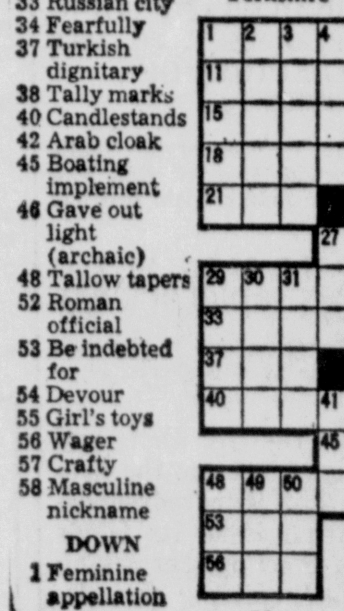 33 Russian city
34 Fearfully
37 Turkish
dignitary
38 Tally marks
40 Candlestands
42 Arab cloak
45 Boating
implement
46 Gave out
light
(archaic)
48 Tallow tapers
52 Roman
official
53 Be indebted
for
54 Devour
55 Girl's toys
56 Wager
57 Crafty
58 Masculine
nickname
DOWN
1 Feminine
appellation
1 2 3 4
11
15
18
21
27
29 30 31
33
37
40 41
45
48 49 50
53
56